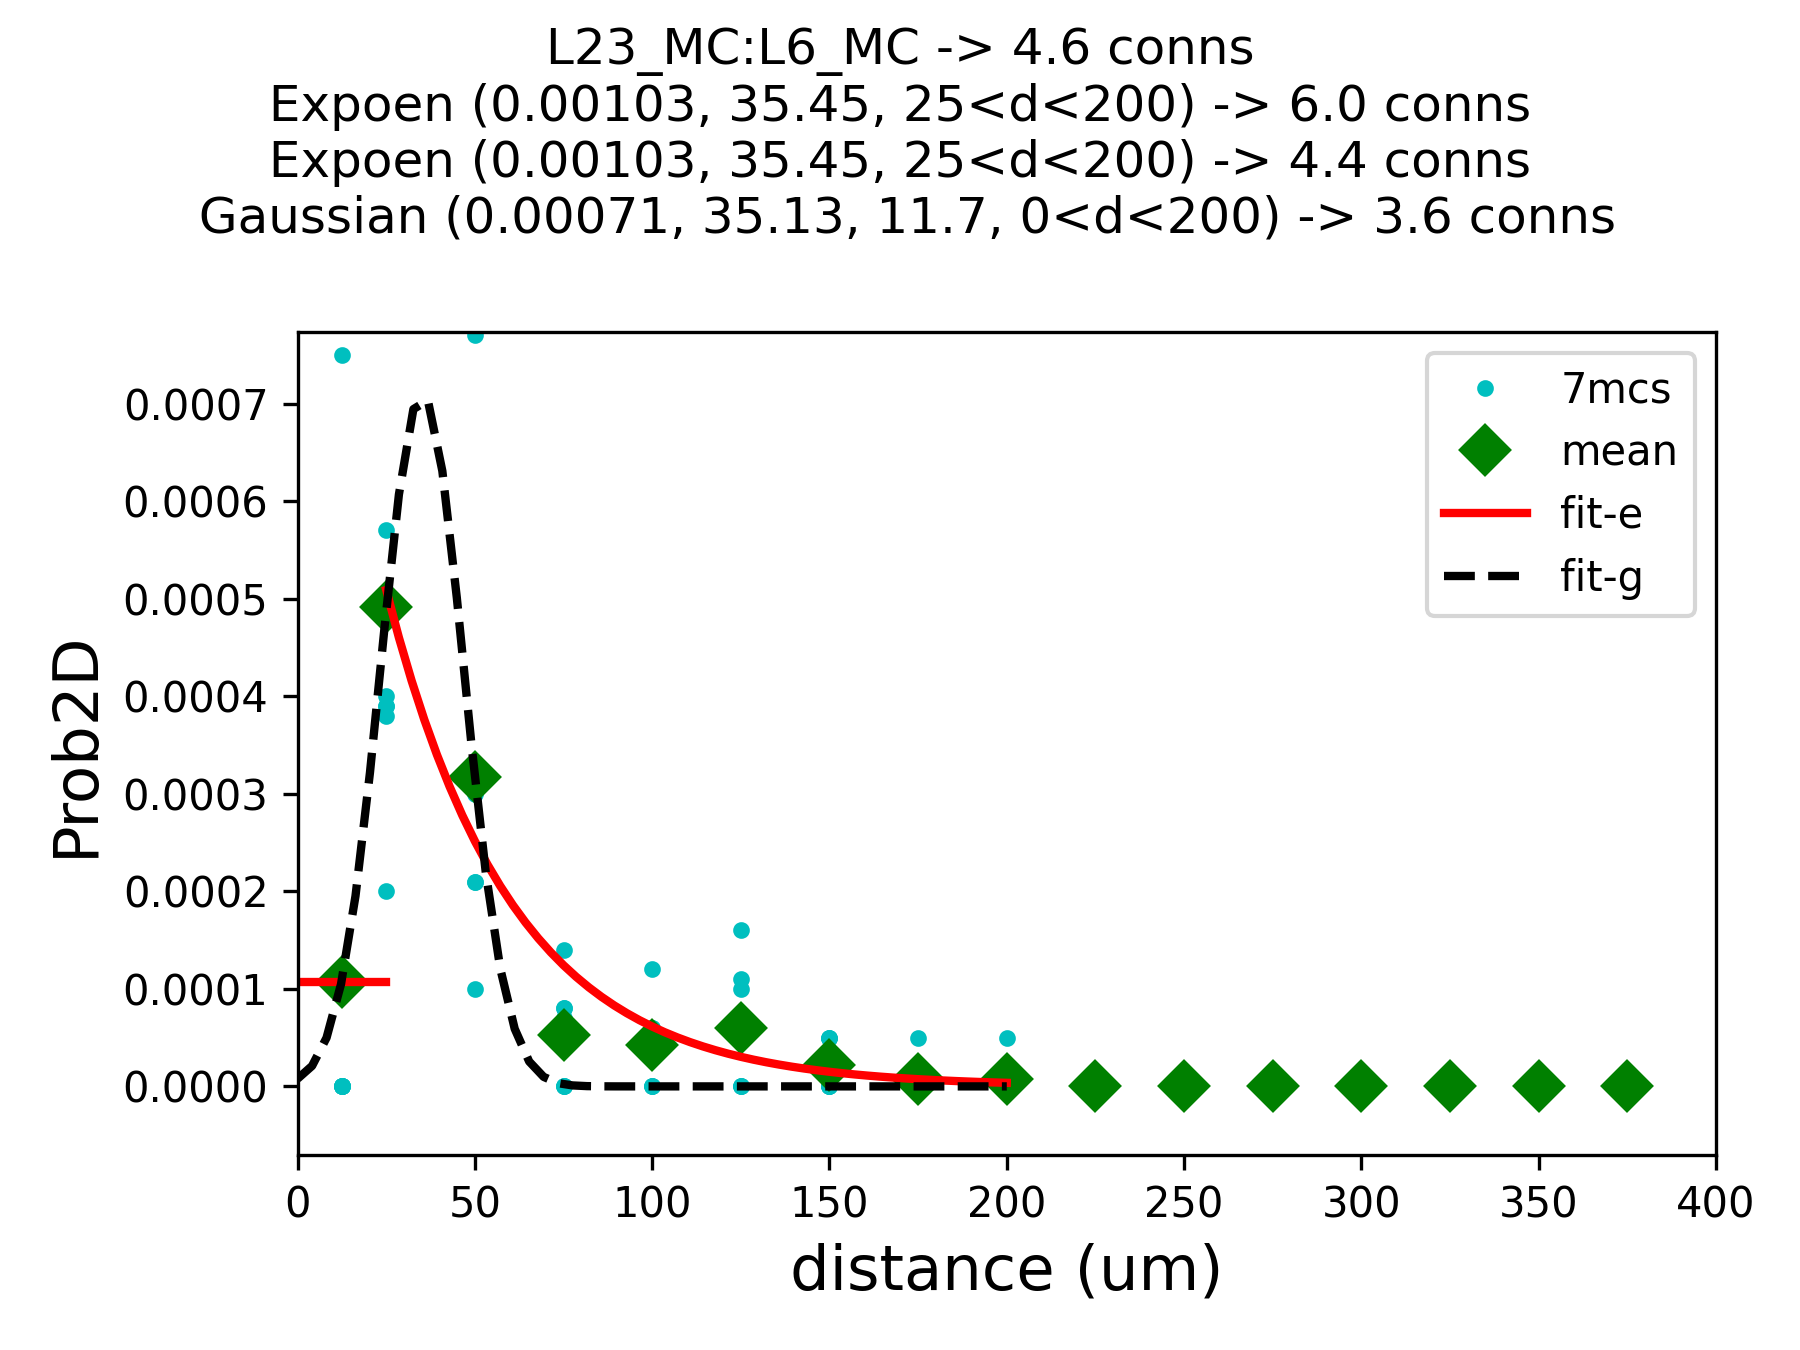 L23_MC:L6_MC -> 4.6 conns
Expoen (0.00103, 35.45, 25<d<200) -> 6.0 conns
Expoen (0.00103, 35.45, 25<d<200) -> 4.4 conns
Gaussian (0.00071, 35.13, 11.7, 0<d<200) -> 3.6 conns
7mcs
mean
fit-e
fit-g
Prob2D
0.0007
0.0006
0.0005
0.0004
0.0003
0.0002
0.0001
0.0000
0 50 100 150 200 250 300 350 400
distance (um)